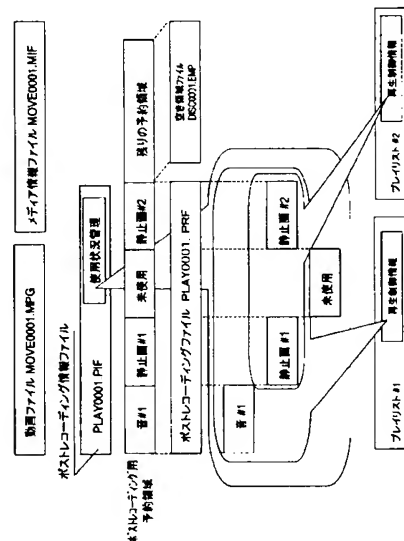 動画ファイル MOVE0001.MPG
メディア情報ファイル MOVE0001.MIF
ポストレコーディング情報ファイル
PLAY0001.PIF
使用状況管理
ポストレコーディング用
予約領域
音#1
静止画#1
未使用
静止画#2
残りの予約領域
ポストレコーディングファイル PLAY0001.PRF
空き領域ファイル
DISC0001.EMP
音#1
静止画#1
静止画#2
未使用
再生制御情報
プレイリスト#1
再生制御情報
プレイリスト#2